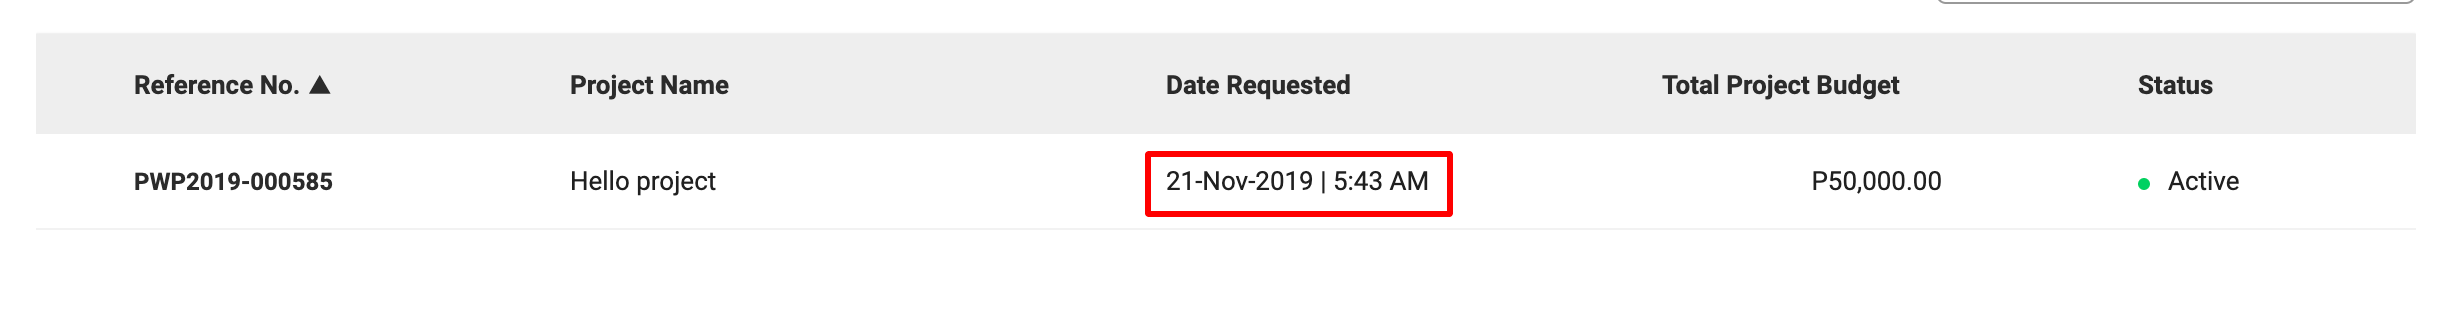 Reference No. ▲ Project Name Date Requested Total Project Budget Status
PWP2019-000585 Hello project 21-Nov-2019 | 5:43 AM P50,000.00 Active